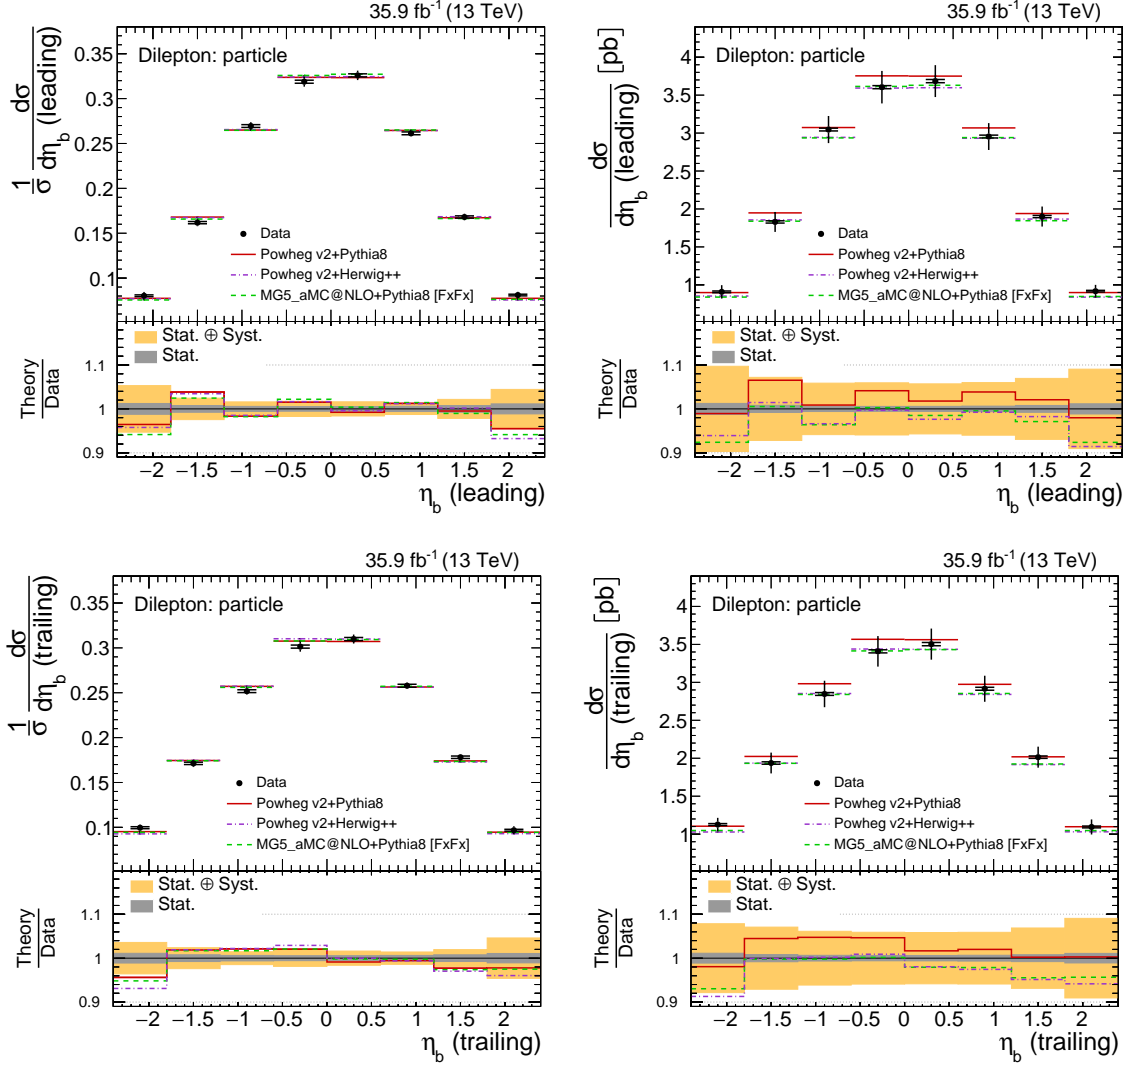 35.9 fb-1 (13 TeV)
1/σ dσ/dηb (leading)
Dilepton: particle
0.35
0.3
0.25
0.2
0.15
0.1
Data
Powheg v2+Pythia8
Powheg v2+Herwig++
MG5_aMC@NLO+Pythia8 [FxFx]
Theory/Data
Stat. ⊕ Syst.
Stat.
1.1
1
0.9
−2 −1.5 −1 −0.5 0 0.5 1 1.5 2
ηb (leading)
35.9 fb-1 (13 TeV)
dσ/dηb (leading) [pb]
Dilepton: particle
4
3.5
3
2.5
2
1.5
1
Data
Powheg v2+Pythia8
Powheg v2+Herwig++
MG5_aMC@NLO+Pythia8 [FxFx]
Theory/Data
Stat. ⊕ Syst.
Stat.
1.1
1
0.9
−2 −1.5 −1 −0.5 0 0.5 1 1.5 2
ηb (leading)
35.9 fb-1 (13 TeV)
1/σ dσ/dηb (trailing)
Dilepton: particle
0.35
0.3
0.25
0.2
0.15
0.1
Data
Powheg v2+Pythia8
Powheg v2+Herwig++
MG5_aMC@NLO+Pythia8 [FxFx]
Theory/Data
Stat. ⊕ Syst.
Stat.
1.1
1
0.9
−2 −1.5 −1 −0.5 0 0.5 1 1.5 2
ηb (trailing)
35.9 fb-1 (13 TeV)
dσ/dηb (trailing) [pb]
Dilepton: particle
4
3.5
3
2.5
2
1.5
1
Data
Powheg v2+Pythia8
Powheg v2+Herwig++
MG5_aMC@NLO+Pythia8 [FxFx]
Theory/Data
Stat. ⊕ Syst.
Stat.
1.1
1
0.9
−2 −1.5 −1 −0.5 0 0.5 1 1.5 2
ηb (trailing)